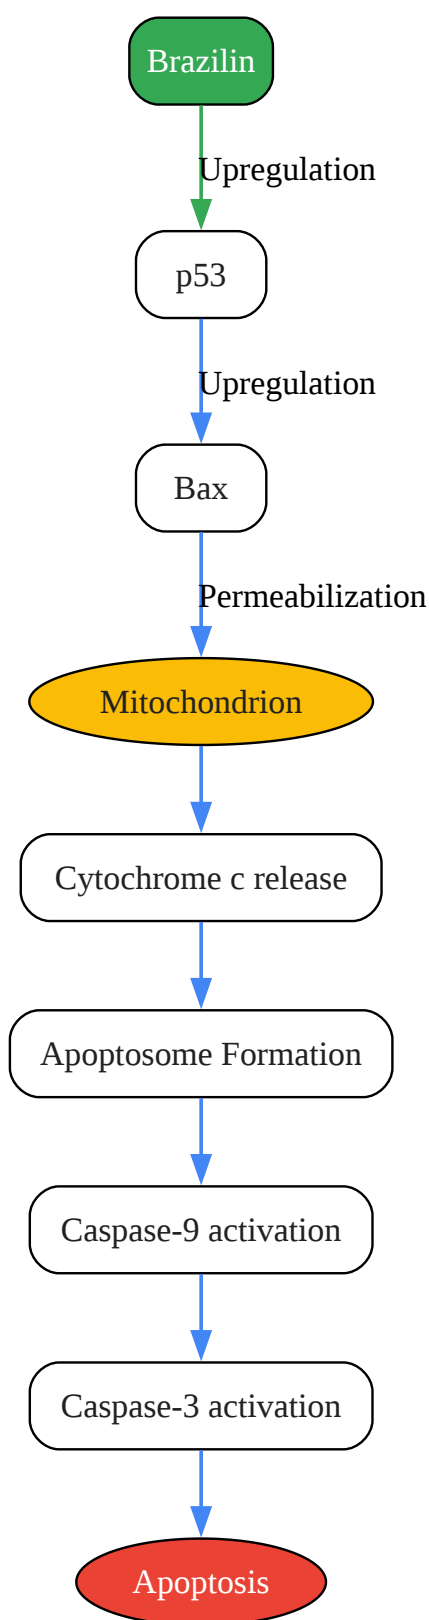 Brazilin
Upregulation
p53
Upregulation
Bax
Permeabilization
Mitochondrion
Cytochrome c release
Apoptosome Formation
Caspase-9 activation
Caspase-3 activation
Apoptosis